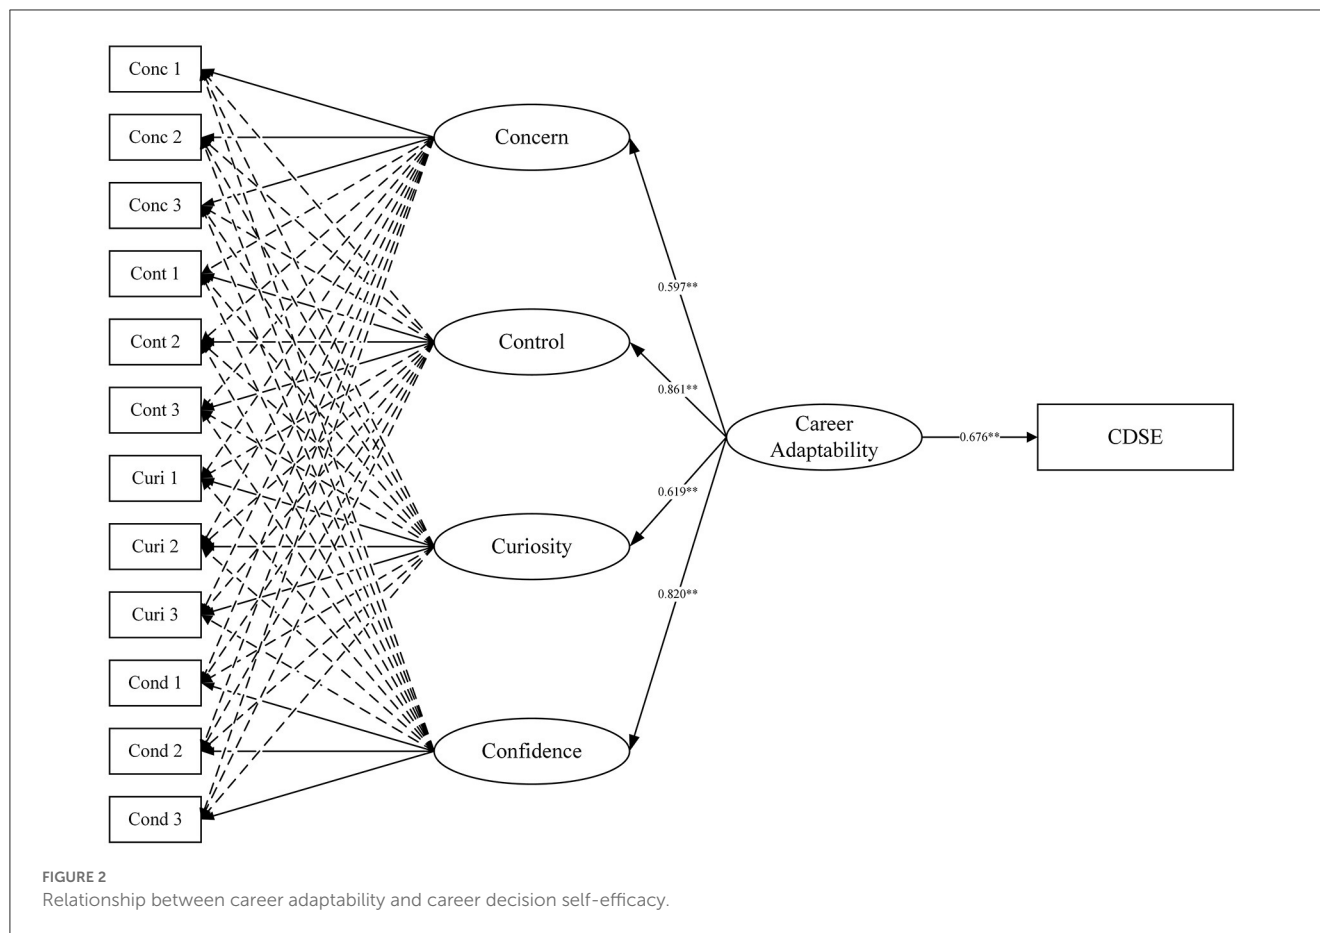 Conc 1
Conc 2
Conc 3
Cont 1
Cont 2
Cont 3
Curi 1
Curi 2
Curi 3
Cond 1
Cond 2
Cond 3
Concern
Control
Curiosity
Confidence
0.597**
0.861**
0.619**
0.820**
Career
Adaptability
0.676**
CDSE
FIGURE 2
Relationship between career adaptability and career decision self-efficacy.